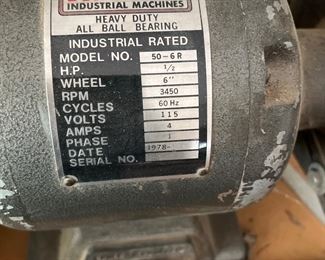 INDUSTRIAL MACHINES
HEAVY DUTY
ALL BALL BEARING
INDUSTRIAL RATED
MODEL NO. 50-6R
H.P. 1/2
WHEEL 6"
RPM 3450
CYCLES 60 Hz
VOLTS 115
AMPS 4
PHASE 1
DATE 1978-
SERIAL NO.